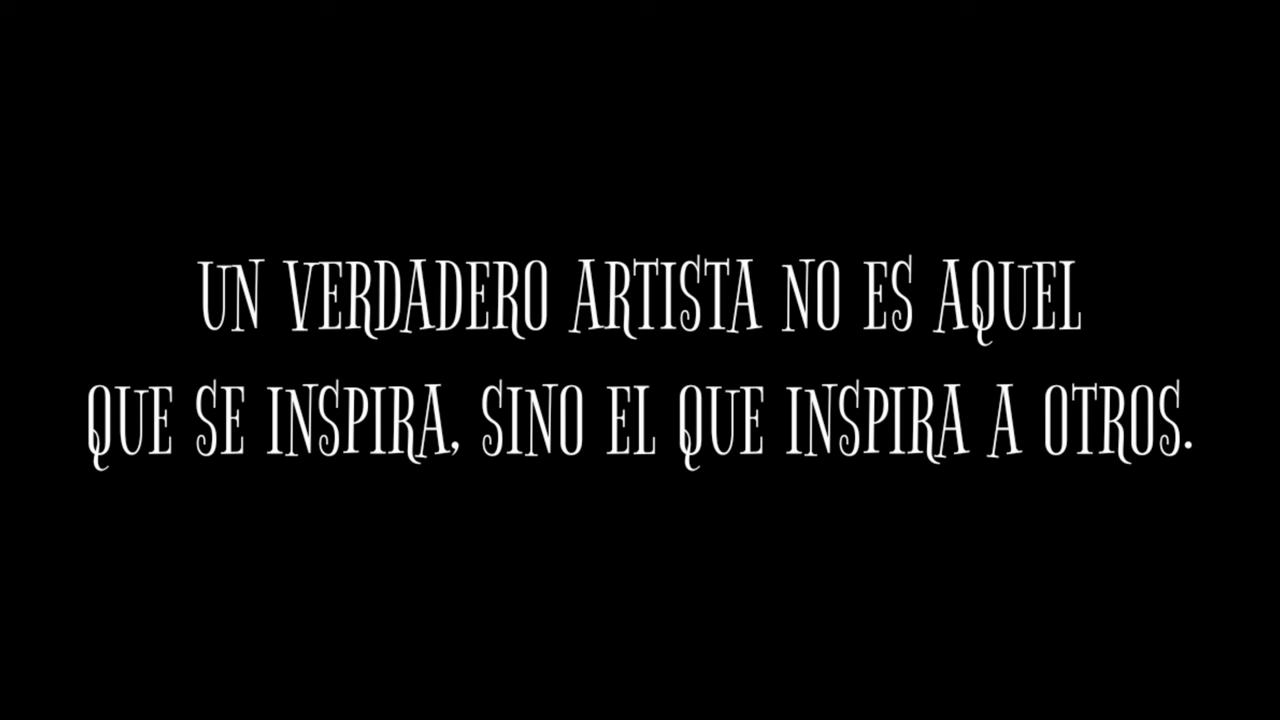 UN VERDADERO ARTISTA NO ES AQUEL
QUE SE INSPIRA, SINO EL QUE INSPIRA A OTROS.